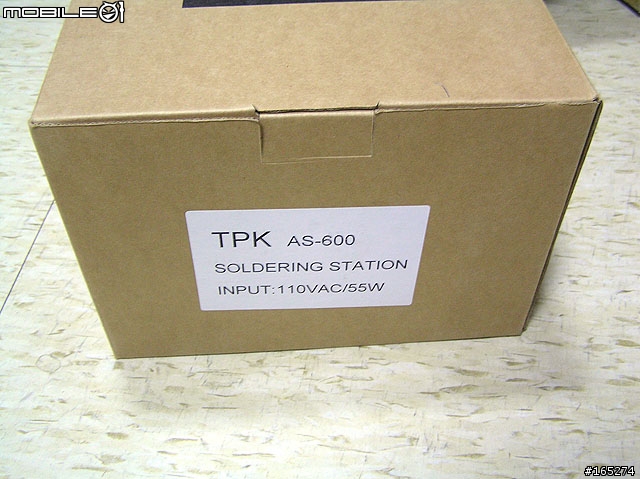 MOBILE01
TPK AS-600
SOLDERING STATION
INPUT:110VAC/55W
#165274